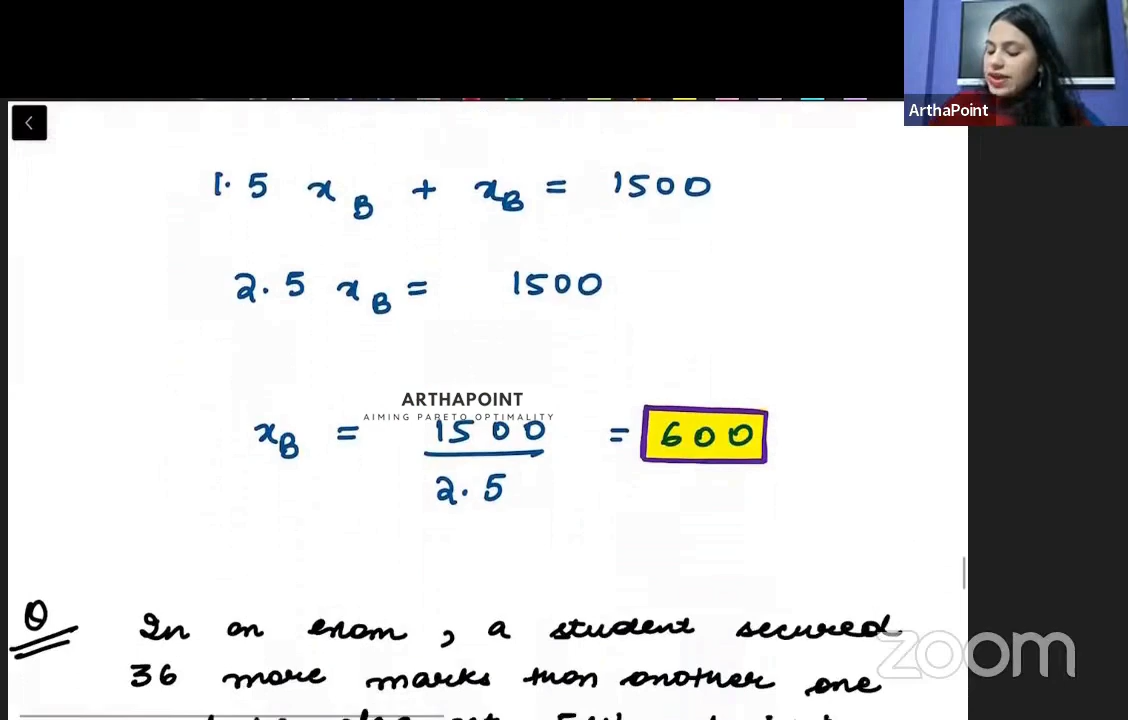 ArthaPoint
1.5 x_B + x_B = 1500
2.5 x_B = 1500
ARTHAPOINT
AIMING PARETO OPTIMALITY
x_B = 1500 / 2.5 = 600
Q In an exam, a student secured
36 more marks than another one
zoom